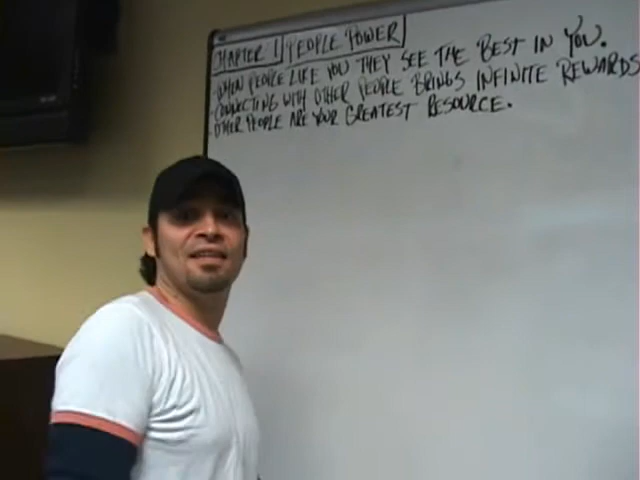 CHAPTER 1 PEOPLE POWER
• WHEN PEOPLE LIKE YOU THEY SEE THE BEST IN YOU.
• CONNECTING WITH OTHER PEOPLE BRINGS INFINITE REWARDS
• OTHER PEOPLE ARE YOUR GREATEST RESOURCE.